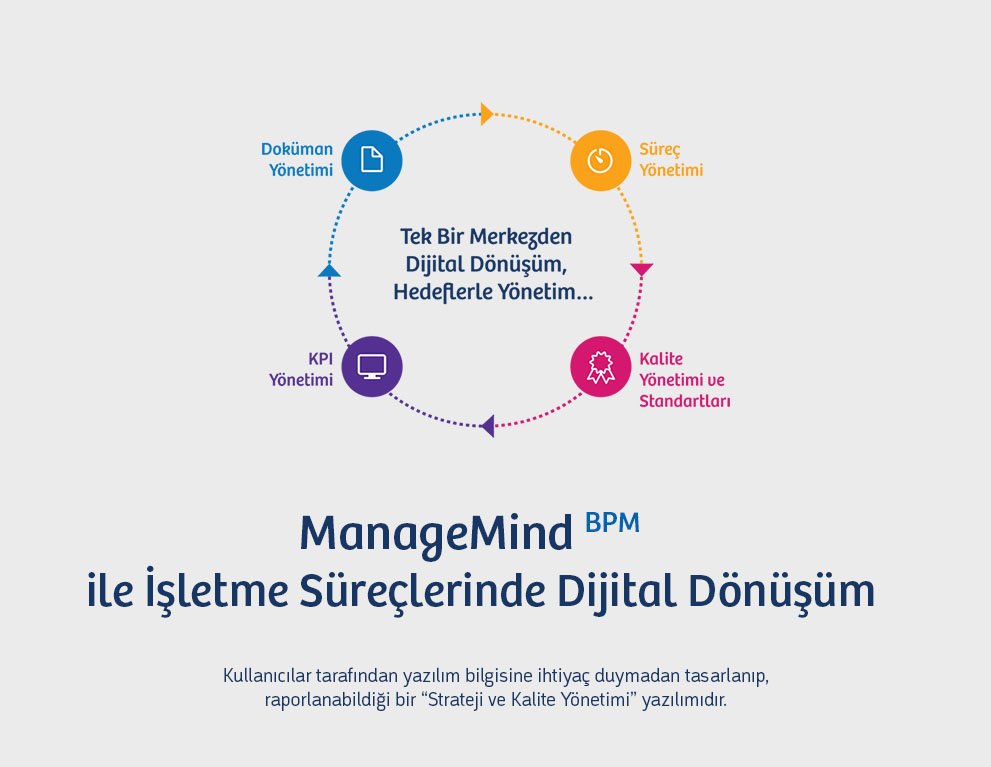 Doküman
Yönetimi
Süreç
Yönetimi
Tek Bir Merkezden
Dijital Dönüşüm,
Hedeflerle Yönetim...
KPI
Yönetimi
Kalite
Yönetimi ve
Standartları
ManageMind BPM
ile İşletme Süreçlerinde Dijital Dönüşüm
Kullanıcılar tarafından yazılım bilgisine ihtiyaç duymadan tasarlanıp,
raporlanabildiği bir “Strateji ve Kalite Yönetimi” yazılımıdır.